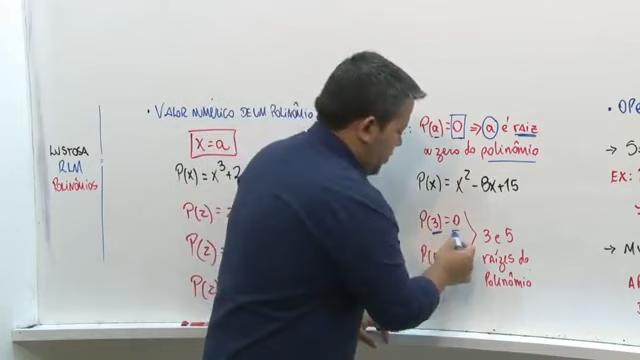 LUSTOSA
RLM
POLINÔMIOS
• VALOR NUMÉRICO DE UM POLINÔMIO
x=a
P(x)=x³+2
P(2)=
P(2)=
P(2)
P(a)=0 ⇒ a é raiz
ou zero do polinômio
P(x)=x²-8x+15
P(3)=0
3 e 5
raízes do
polinômio
• OPE
→
EX:
→ M